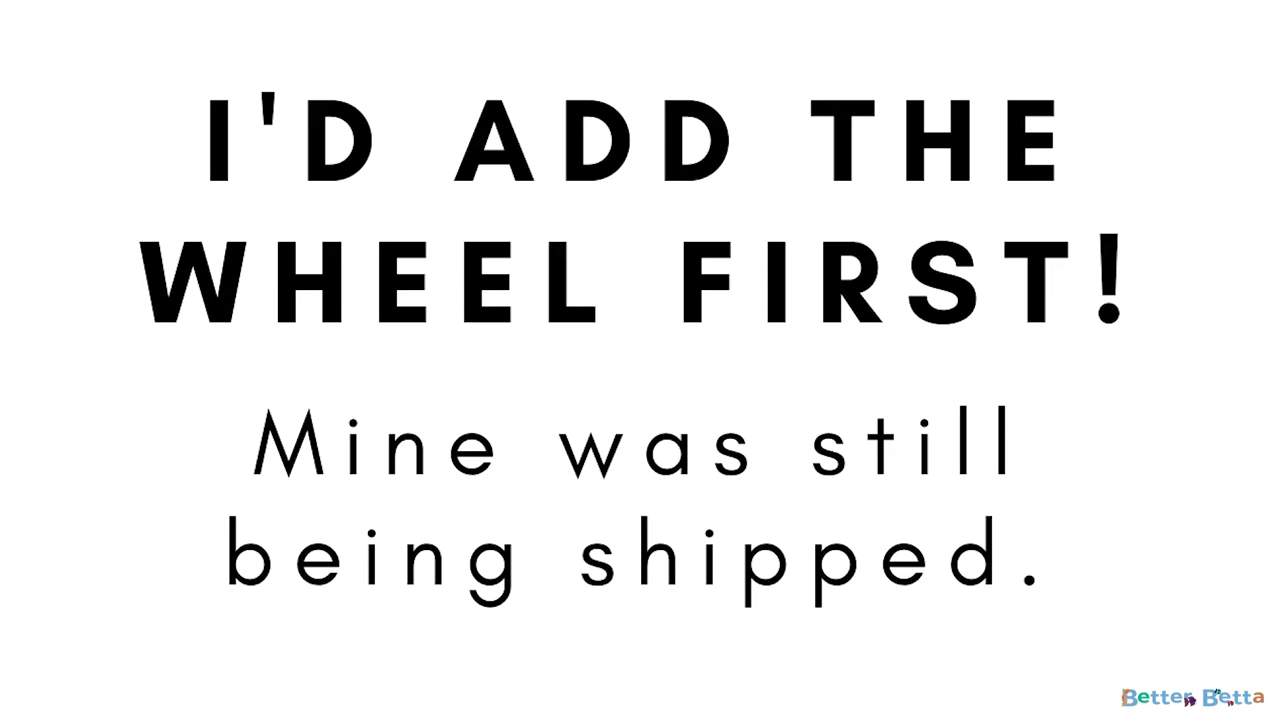 I'D ADD THE
WHEEL FIRST!
Mine was still
being shipped.
Better Betta